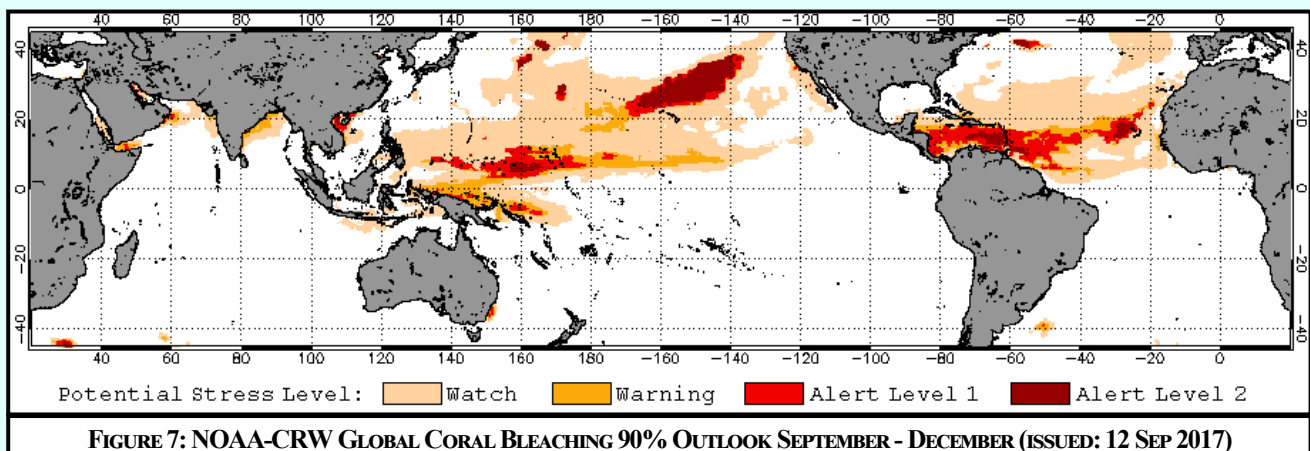 40 60 80 100 120 140 160 180 -160 -140 -120 -100 -80 -60 -40 -20 0
40 40
20 20
0 0
-20 -20
-40 -40
40 60 80 100 120 140 160 180 -160 -140 -120 -100 -80 -60 -40 -20 0
Potential Stress Level: Watch Warning Alert Level 1 Alert Level 2
FIGURE 7: NOAA-CRW GLOBAL CORAL BLEACHING 90% OUTLOOK SEPTEMBER - DECEMBER (ISSUED: 12 SEP 2017)